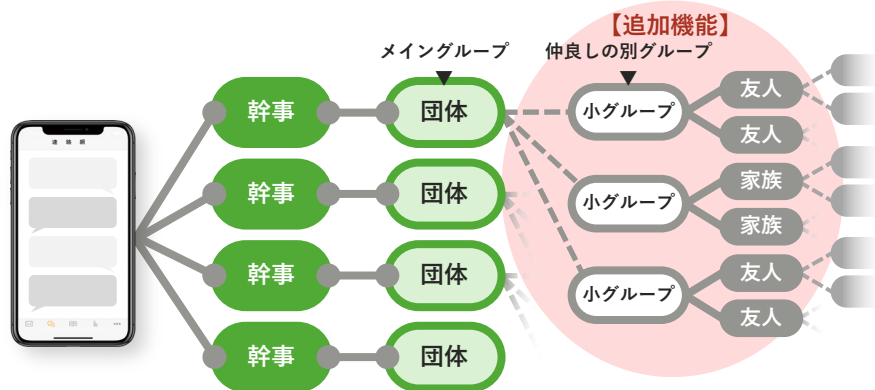 【追加機能】
メイングループ
仲良しの別グループ
連 絡 網
幹事
団体
小グループ
友人
友人
幹事
団体
小グループ
家族
家族
幹事
団体
小グループ
友人
友人
幹事
団体